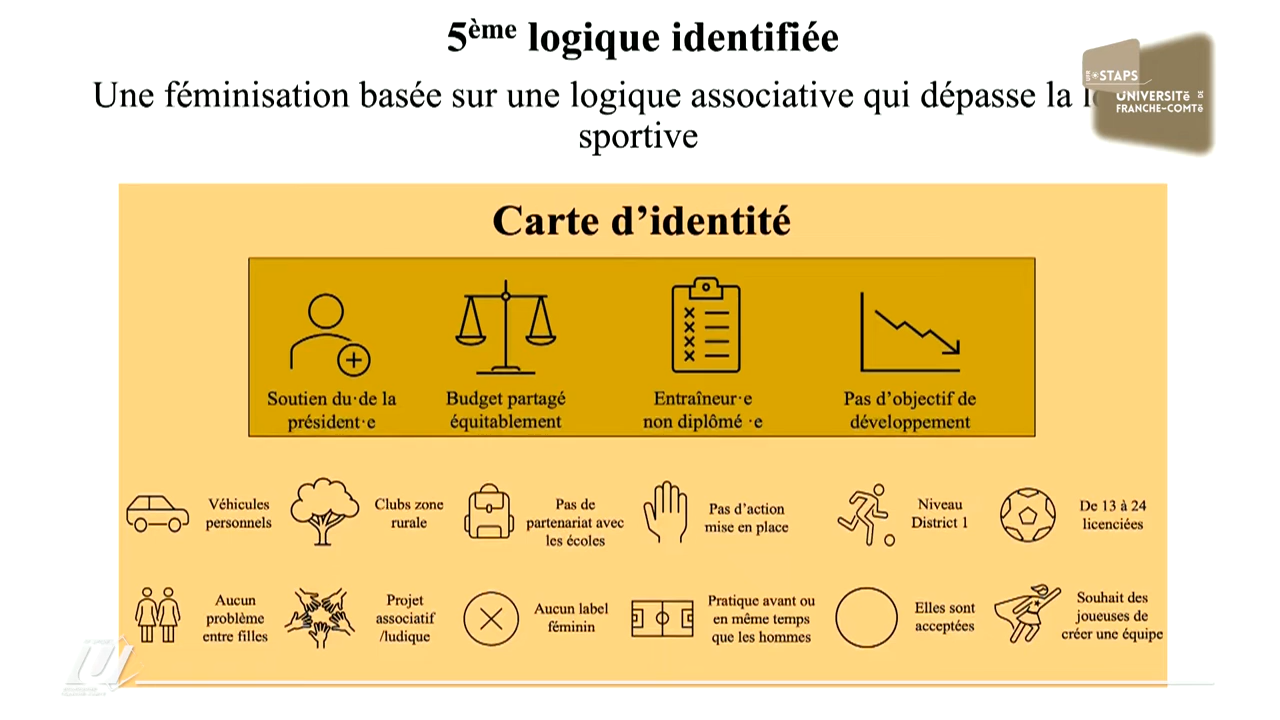 5ème logique identifiée
Une féminisation basée sur une logique associative qui dépasse la
sportive
UFR STAPS
UNIVERSITē DE
FRANCHE-COMTē
Carte d’identité
Soutien du·de la
président·e
Budget partagé
équitablement
Entraîneur·e
non diplômé ·e
Pas d’objectif de
développement
Véhicules
personnels
Clubs zone
rurale
Pas de
partenariat avec
les écoles
Pas d’action
mise en place
Niveau
District 1
De 13 à 24
licenciées
Aucun
problème
entre filles
Projet
associatif
/ludique
Aucun label
féminin
Pratique avant ou
en même temps
que les hommes
Elles sont
acceptées
Souhait des
joueuses de
créer une équipe